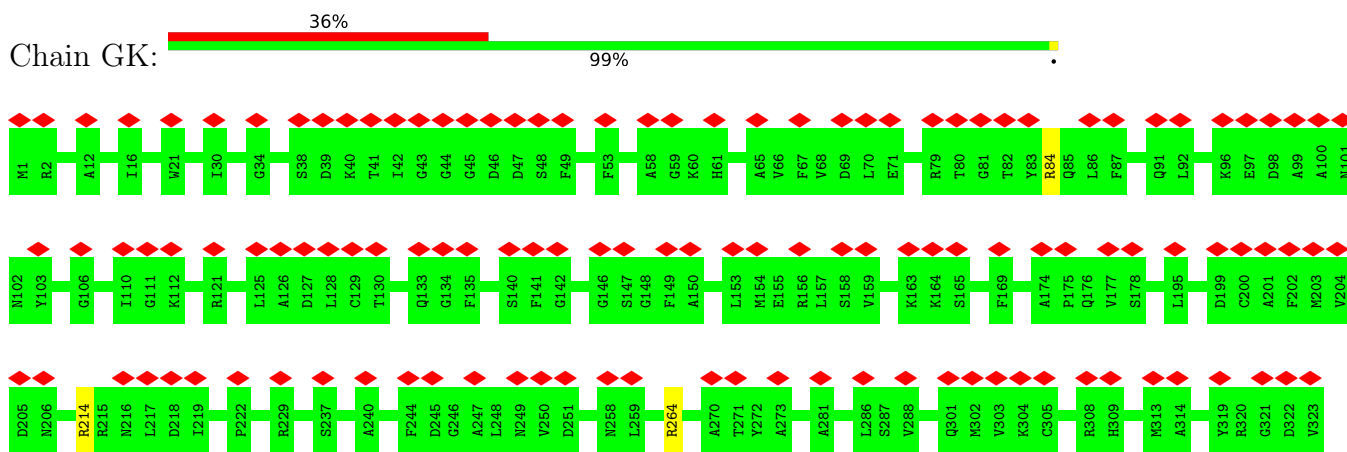 36%
Chain GK:
99%
•
M1 R2 A12 I16 W21 I30 G34 S38 D39 K40 T41 I42 G43 G44 G45 D46 D47 S48 F49 F53 A58 G59 K60 H61 A65 V66 F67 V68 D69 L70 E71 R79 T80 G81 T82 Y83 R84 Q85 L86 F87 Q91 L92 K96 E97 D98 A99 A100 N101
N102 Y103 G106 I110 G111 K112 R121 L125 A126 D127 L128 C129 T130 Q133 G134 F135 S140 F141 G142 G146 S147 G148 F149 A150 L153 M154 E155 R156 L157 S158 V159 K163 K164 S165 F169 A174 P175 Q176 V177 S178 L195 D199 C200 A201 F202 M203 V204
D205 N206 R214 R215 N216 L217 D218 I219 P222 R229 S237 A240 F244 D245 G246 A247 L248 N249 V250 D251 N258 L259 R264 A270 T271 Y272 A273 A281 L286 S287 V288 Q301 M302 V303 K304 C305 R308 H309 M313 A314 Y319 R320 G321 D322 V323